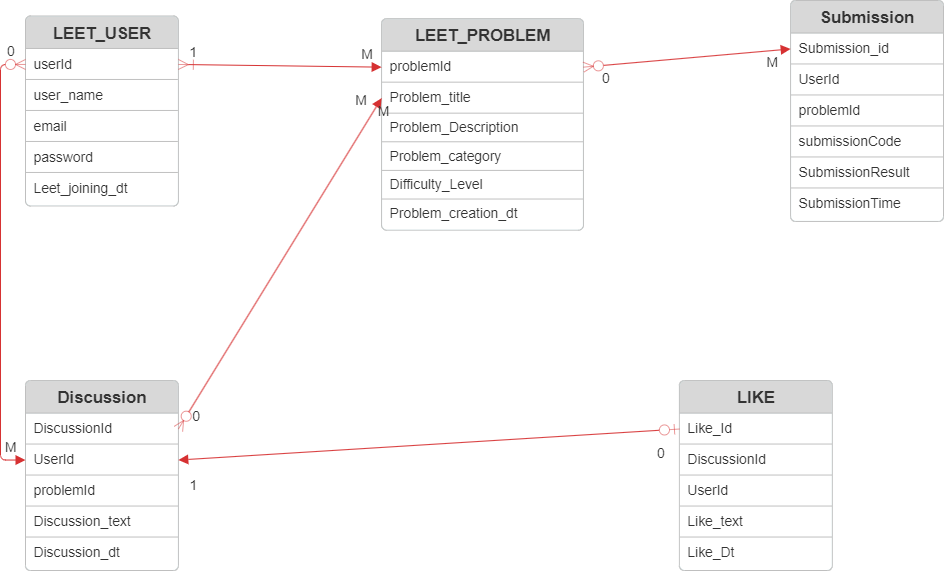 LEET_USER
userId
user_name
email
password
Leet_joining_dt
0
1
M
LEET_PROBLEM
problemId
Problem_title
Problem_Description
Problem_category
Difficulty_Level
Problem_creation_dt
M
M
0
M
Submission
Submission_id
UserId
problemId
submissionCode
SubmissionResult
SubmissionTime
Discussion
DiscussionId
UserId
problemId
Discussion_text
Discussion_dt
M
0
1
0
LIKE
Like_Id
DiscussionId
UserId
Like_text
Like_Dt